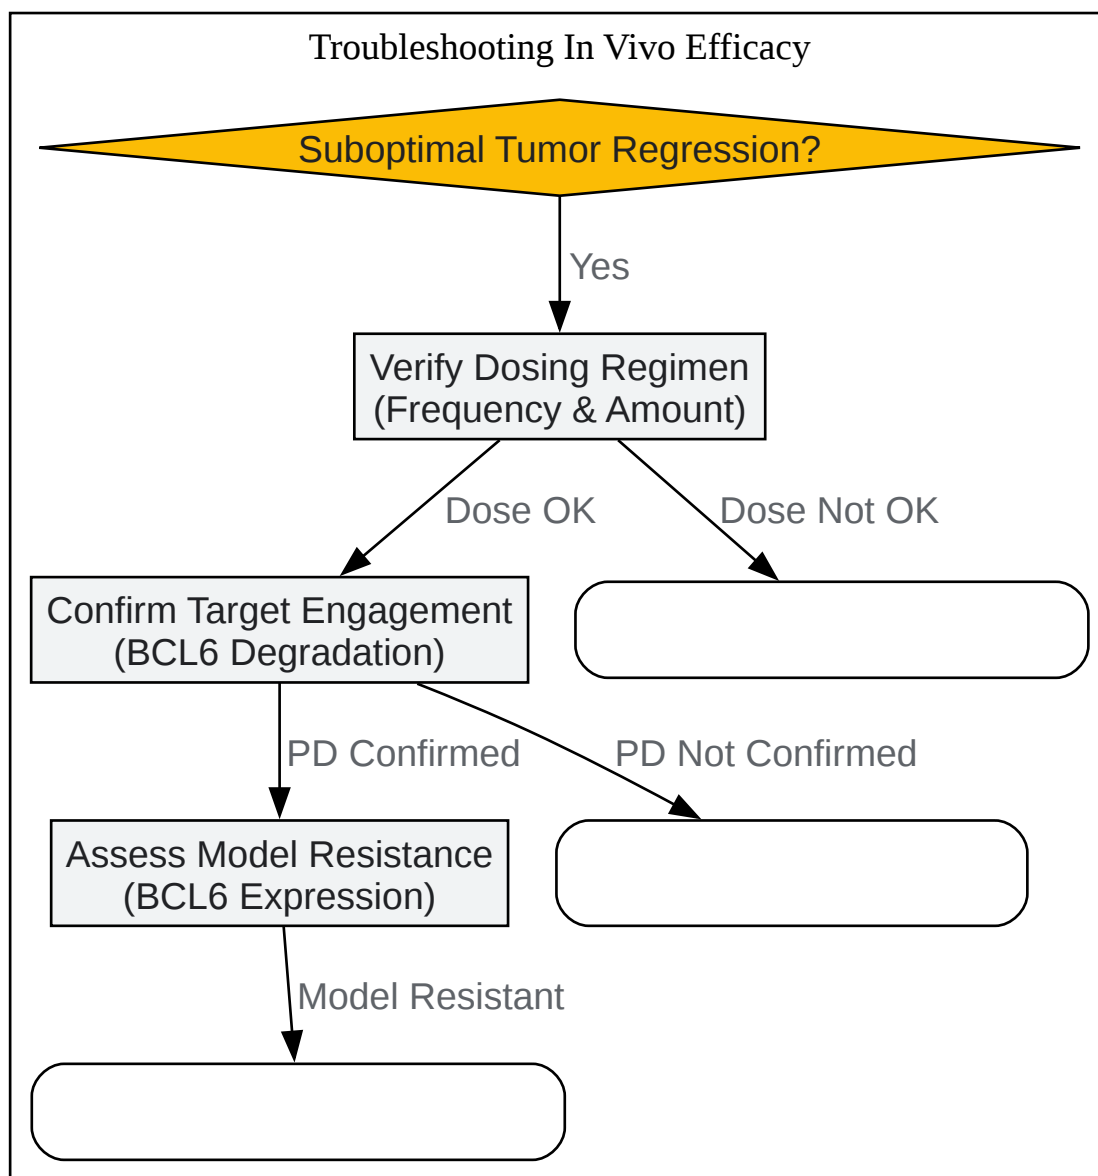 Troubleshooting In Vivo Efficacy
Suboptimal Tumor Regression?
Yes
Verify Dosing Regimen
(Frequency & Amount)
Dose OK
Dose Not OK
Confirm Target Engagement
(BCL6 Degradation)
PD Confirmed
PD Not Confirmed
Assess Model Resistance
(BCL6 Expression)
Model Resistant